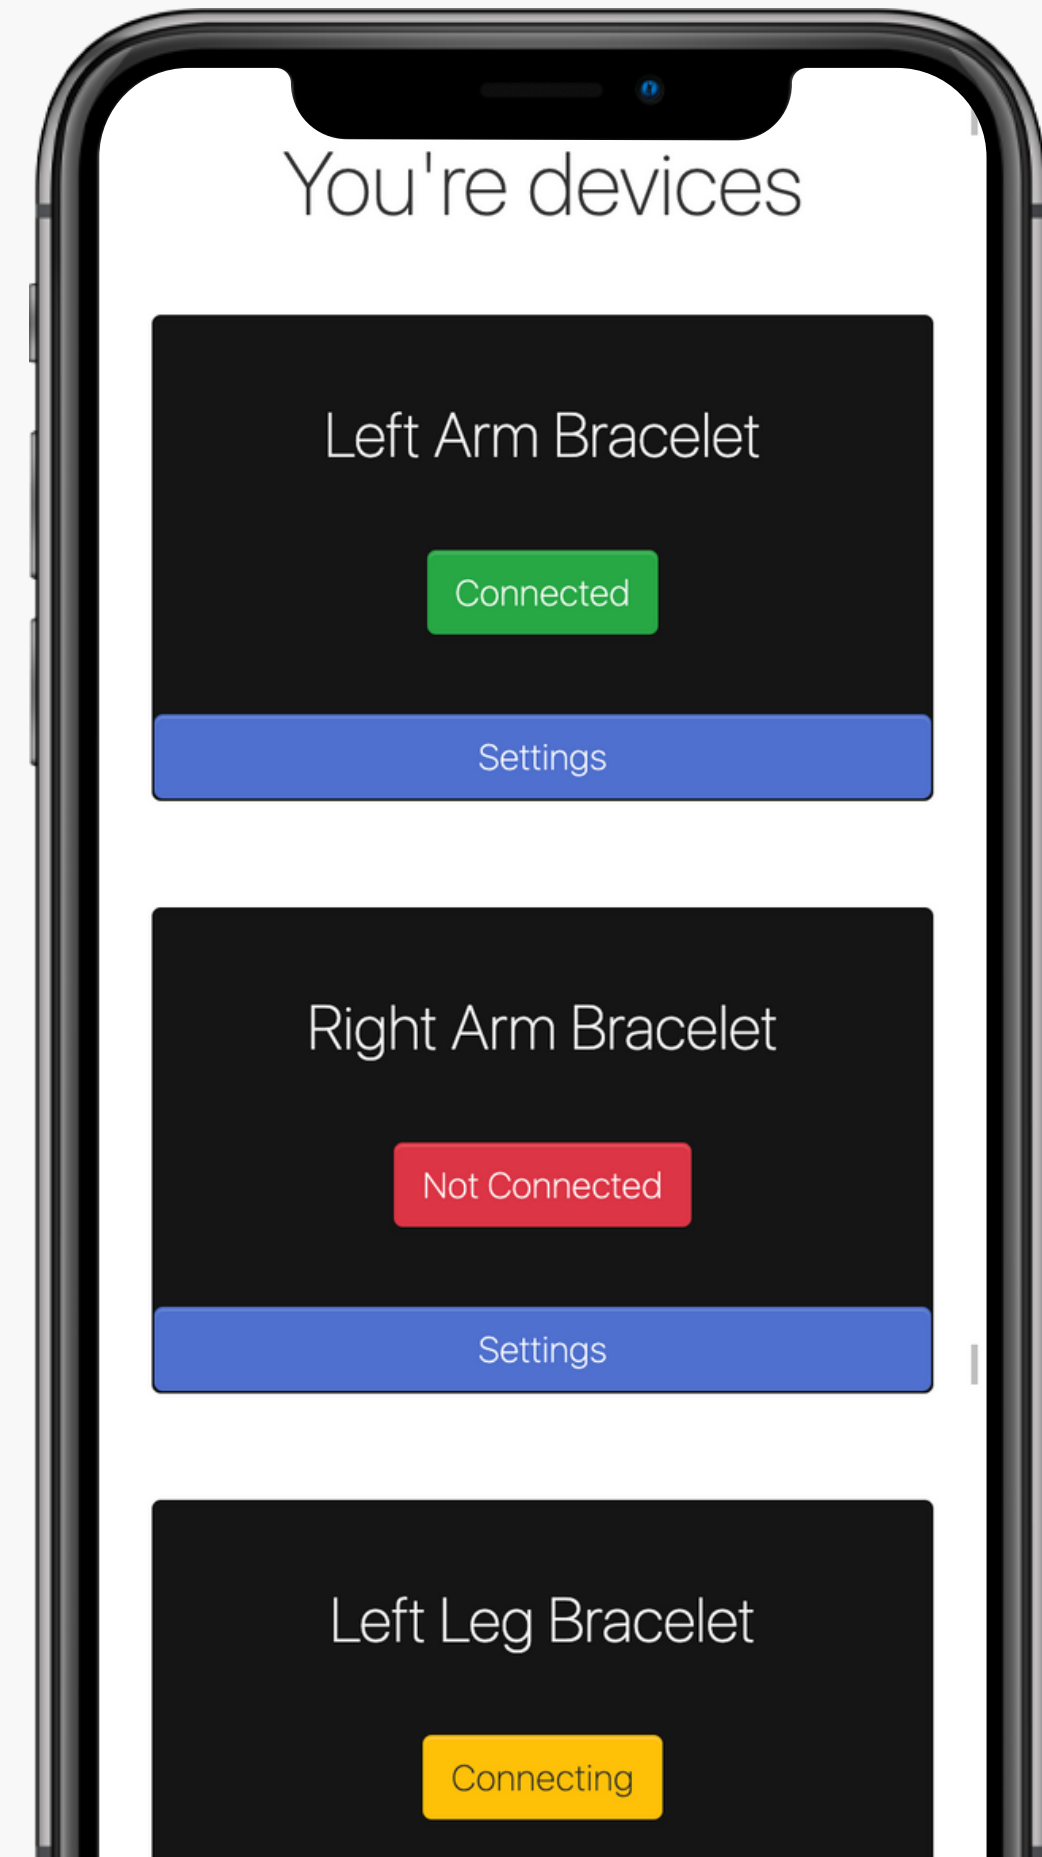 You're devices
Left Arm Bracelet
Connected
Settings
Right Arm Bracelet
Not Connected
Settings
Left Leg Bracelet
Connecting